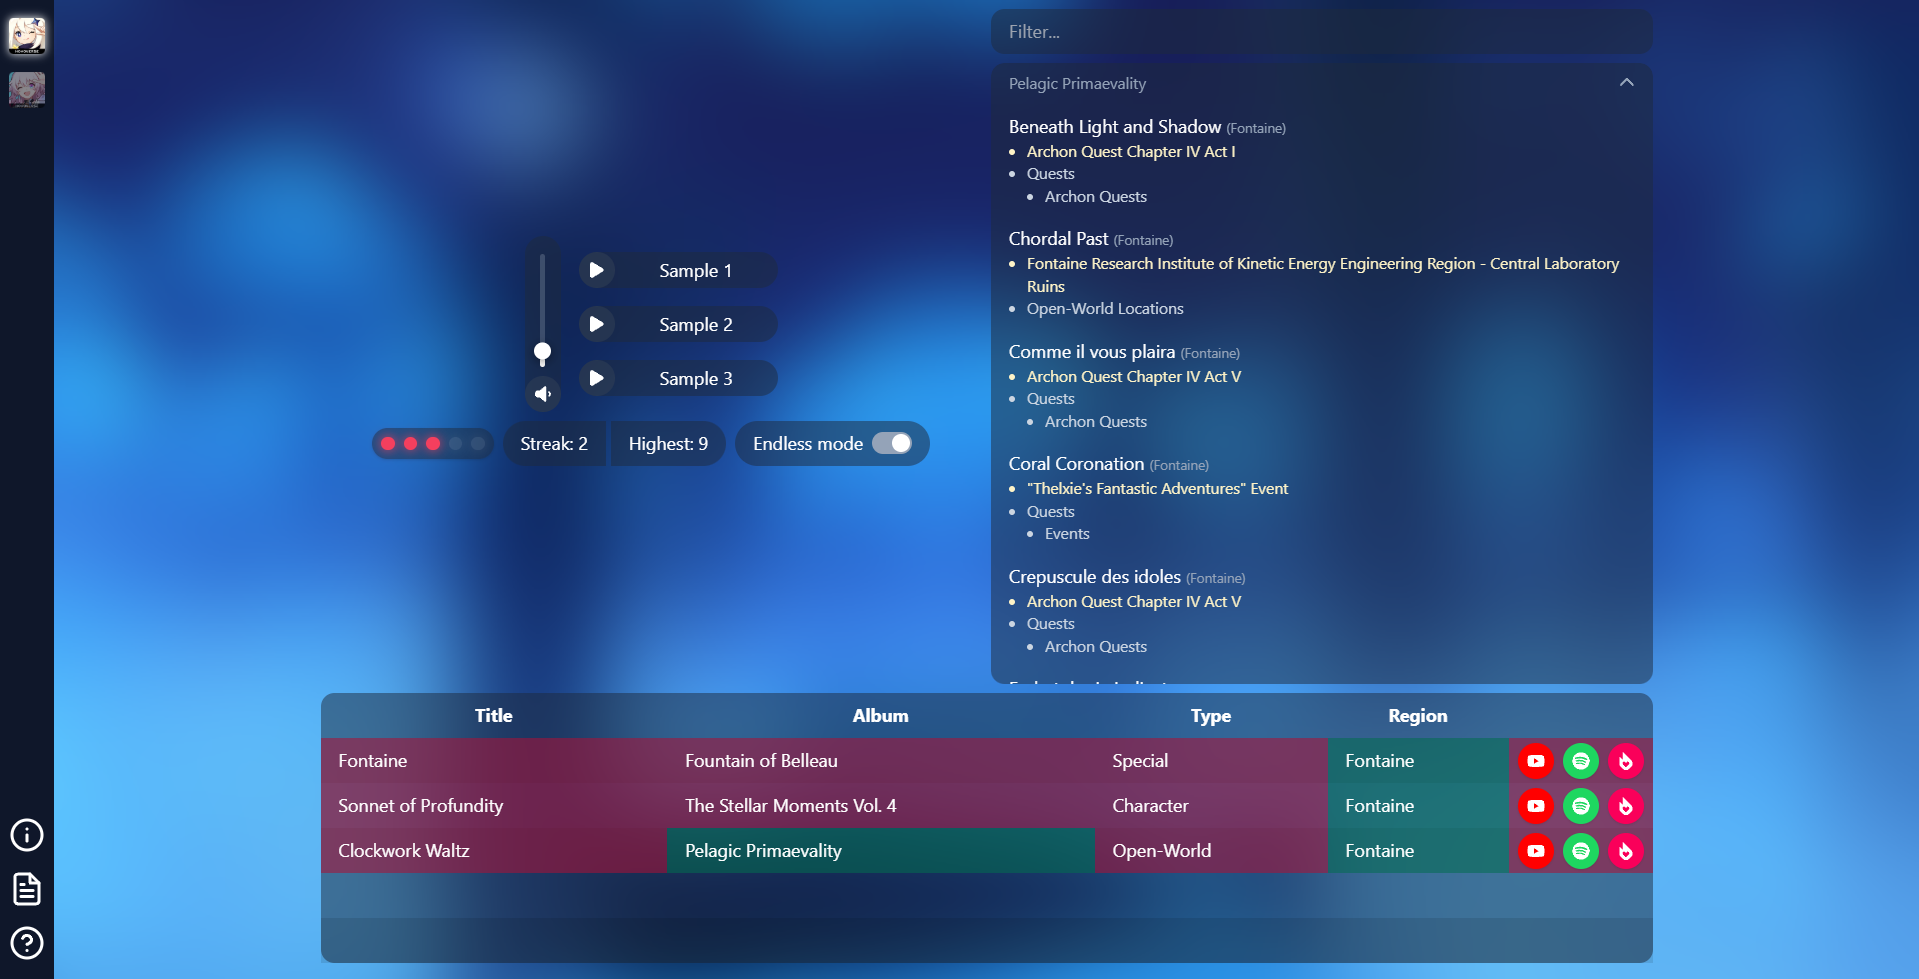 Filter...
Pelagic Primaevality
Beneath Light and Shadow (Fontaine)
Archon Quest Chapter IV Act I
Quests
Archon Quests
Chordal Past (Fontaine)
Fontaine Research Institute of Kinetic Energy Engineering Region - Central Laboratory
Ruins
Open-World Locations
Comme il vous plaira (Fontaine)
Archon Quest Chapter IV Act V
Quests
Archon Quests
Coral Coronation (Fontaine)
"Thelxie's Fantastic Adventures" Event
Quests
Events
Crepuscule des idoles (Fontaine)
Archon Quest Chapter IV Act V
Quests
Archon Quests
Sample 1
Sample 2
Sample 3
Streak: 2
Highest: 9
Endless mode
Title Album Type Region
Fontaine Fountain of Belleau Special Fontaine
Sonnet of Profundity The Stellar Moments Vol. 4 Character Fontaine
Clockwork Waltz Pelagic Primaevality Open-World Fontaine